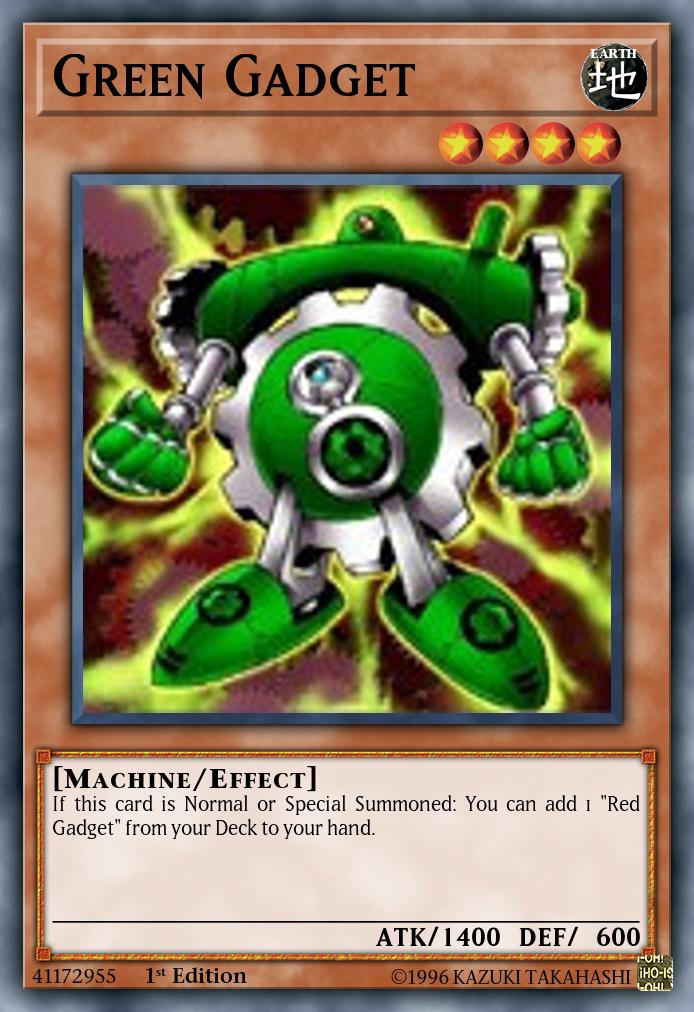 Green Gadget
EARTH
地
[Machine/Effect]
If this card is Normal or Special Summoned: You can add 1 "Red
Gadget" from your Deck to your hand.
ATK/1400 DEF/ 600
41172955 1st Edition ©1996 KAZUKI TAKAHASHI